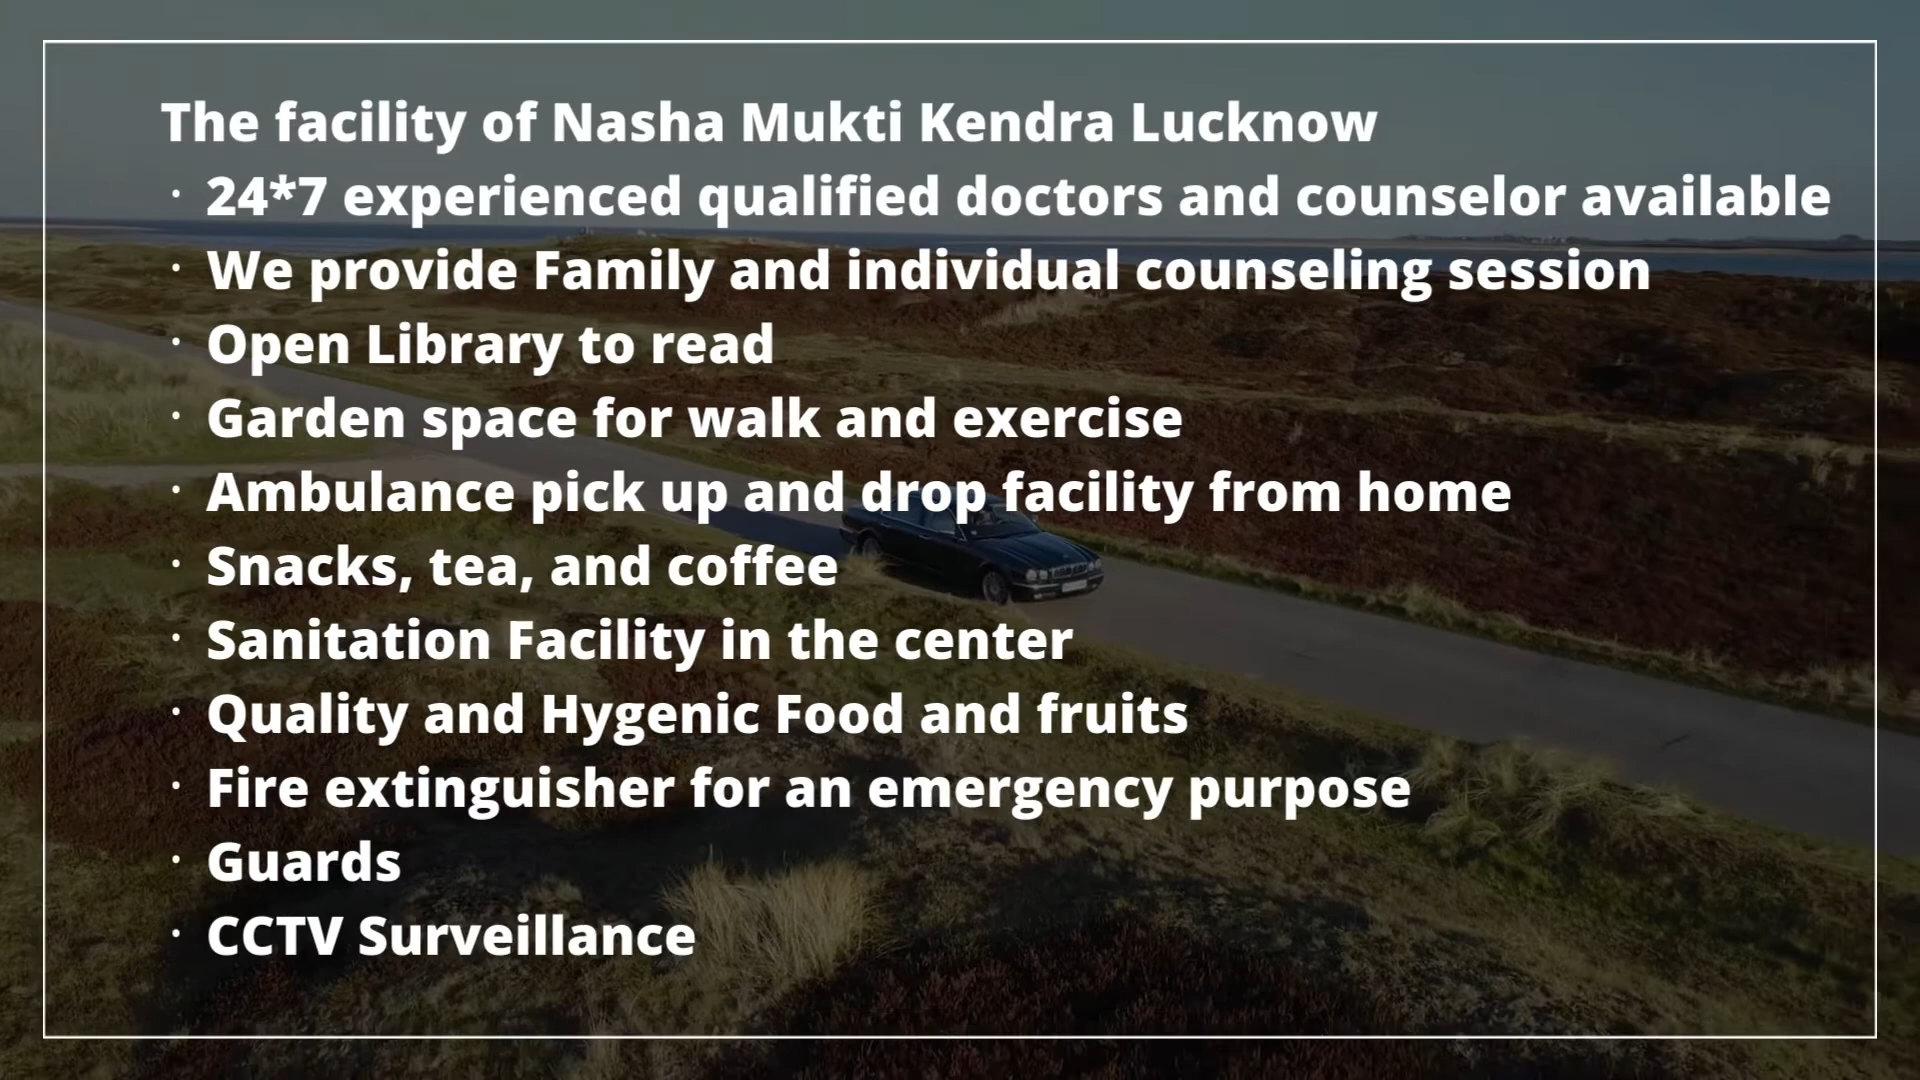 The facility of Nasha Mukti Kendra Lucknow
· 24*7 experienced qualified doctors and counselor available
· We provide Family and individual counseling session
· Open Library to read
· Garden space for walk and exercise
· Ambulance pick up and drop facility from home
· Snacks, tea, and coffee
· Sanitation Facility in the center
· Quality and Hygenic Food and fruits
· Fire extinguisher for an emergency purpose
· Guards
· CCTV Surveillance